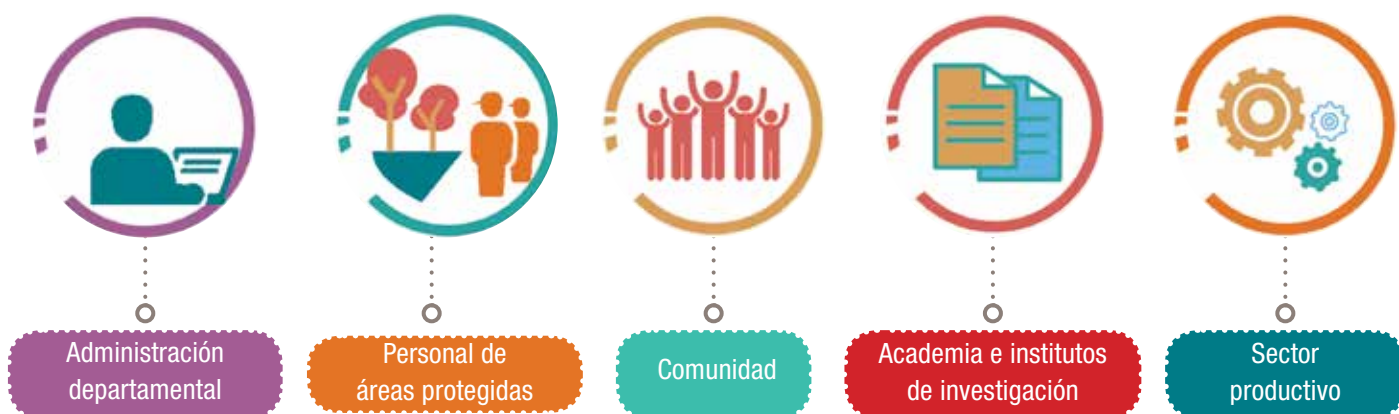 Administración
departamental
Personal de
áreas protegidas
Comunidad
Academia e institutos
de investigación
Sector
productivo